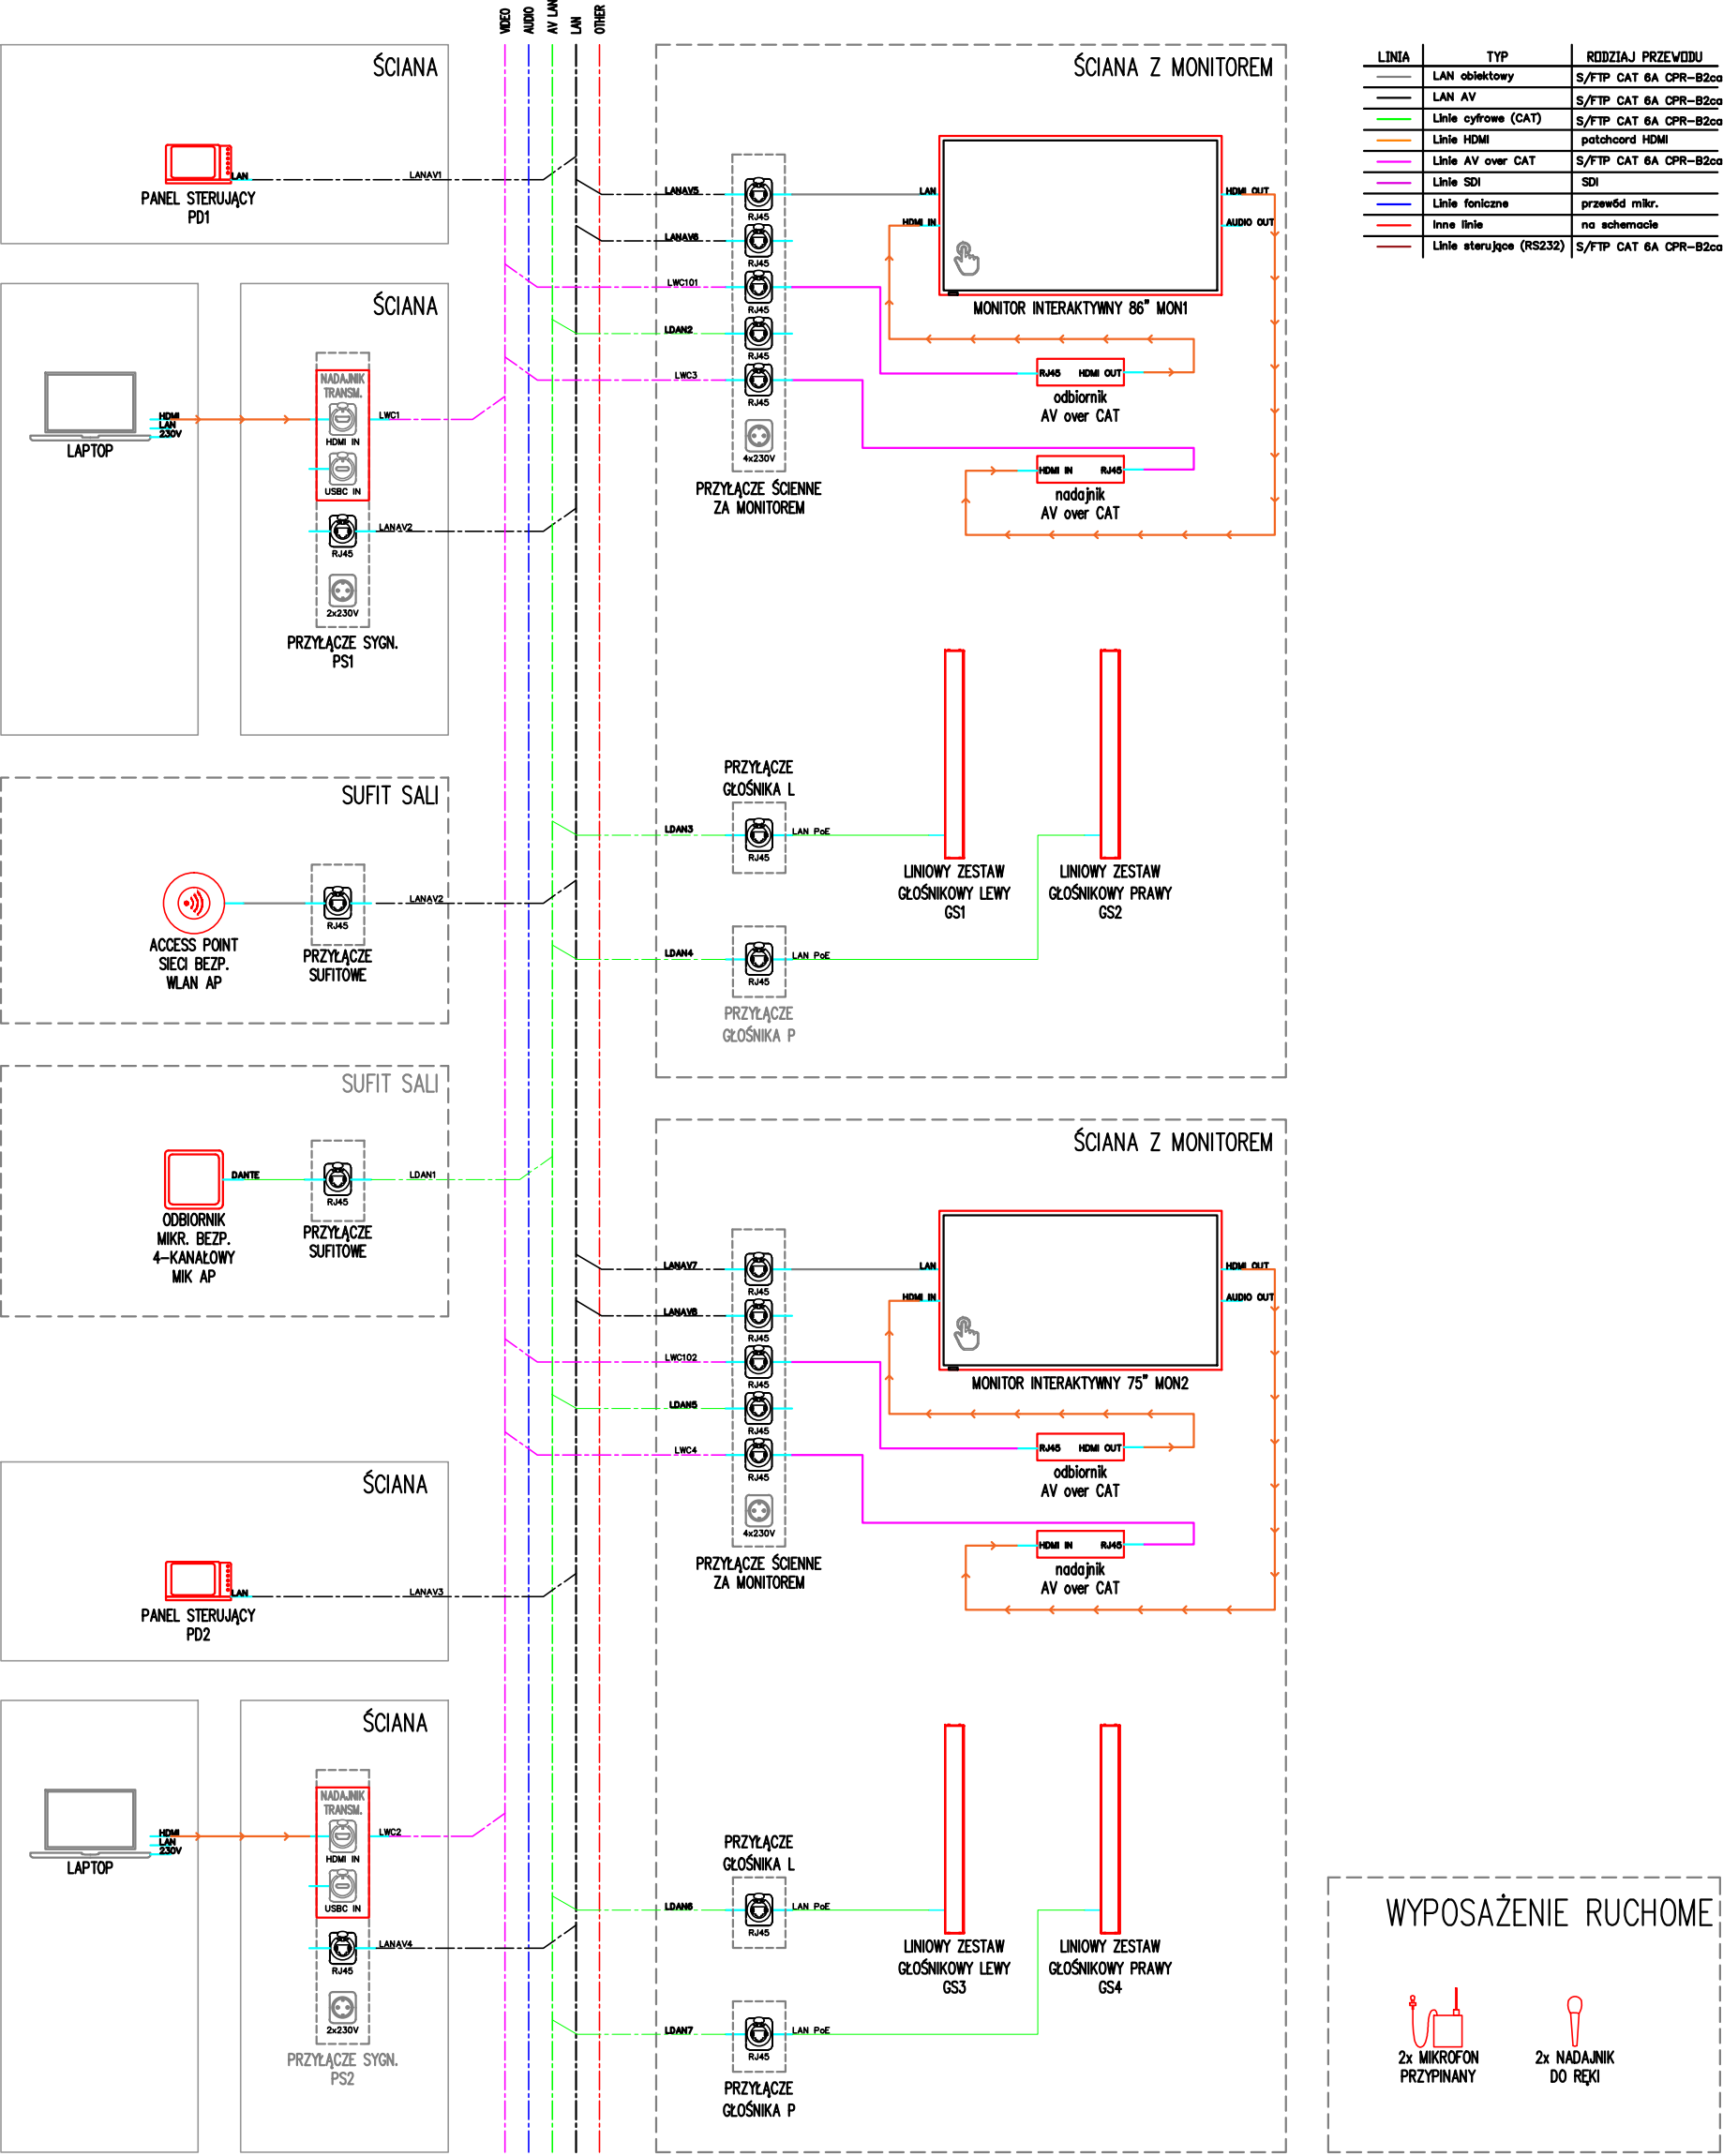 VIDEO
AUDIO
AV LAN
LAN
OTHER
ŚCIANA
LAN
LANAV1
PANEL STERUJĄCY
PD1
ŚCIANA
NADAJNIK
TRANSM.
HDMI
LAN
230V
LAPTOP
HDMI IN
LWC1
USBC IN
LANAV2
RJ45
2x230V
PRZYŁĄCZE SYGN.
PS1
SUFIT SALI
LANAV2
RJ45
ACCESS POINT
SIECI BEZP.
WLAN AP
PRZYŁĄCZE
SUFITOWE
SUFIT SALI
DANTE
LDAN1
RJ45
ODBIORNIK
MIKR. BEZP.
4-KANAŁOWY
MIK AP
PRZYŁĄCZE
SUFITOWE
ŚCIANA
LAN
LANAV3
PANEL STERUJĄCY
PD2
ŚCIANA
NADAJNIK
TRANSM.
HDMI
LAN
230V
LAPTOP
HDMI IN
LWC2
USBC IN
LANAV4
RJ45
2x230V
PRZYŁĄCZE SYGN.
PS2
ŚCIANA Z MONITOREM
LANAV5
RJ45
LANAV6
RJ45
LWC101
RJ45
LDAN2
RJ45
LWC3
RJ45
4x230V
PRZYŁĄCZE ŚCIENNE
ZA MONITOREM
LAN
HDMI IN
HDMI OUT
AUDIO OUT
MONITOR INTERAKTYWNY 86" MON1
RJ45 HDMI OUT
odbiornik
AV over CAT
HDMI IN RJ45
nadajnik
AV over CAT
PRZYŁĄCZE
GŁOŚNIKA L
LDAN3
RJ45
LAN PoE
LINIOWY ZESTAW
GŁOŚNIKOWY LEWY
GS1
LINIOWY ZESTAW
GŁOŚNIKOWY PRAWY
GS2
LDAN4
RJ45
LAN PoE
PRZYŁĄCZE
GŁOŚNIKA P
ŚCIANA Z MONITOREM
LANAV7
RJ45
LANAV8
RJ45
LWC102
RJ45
LDAN5
RJ45
LWC4
RJ45
4x230V
PRZYŁĄCZE ŚCIENNE
ZA MONITOREM
LAN
HDMI IN
HDMI OUT
AUDIO OUT
MONITOR INTERAKTYWNY 75" MON2
RJ45 HDMI OUT
odbiornik
AV over CAT
HDMI IN RJ45
nadajnik
AV over CAT
PRZYŁĄCZE
GŁOŚNIKA L
LDAN6
RJ45
LAN PoE
LINIOWY ZESTAW
GŁOŚNIKOWY LEWY
GS3
LINIOWY ZESTAW
GŁOŚNIKOWY PRAWY
GS4
LDAN7
RJ45
LAN PoE
PRZYŁĄCZE
GŁOŚNIKA P
LINIA TYP RODZIAJ PRZEWODU
LAN obiektowy S/FTP CAT 6A CPR-B2ca
LAN AV S/FTP CAT 6A CPR-B2ca
Linie cyfrowe (CAT) S/FTP CAT 6A CPR-B2ca
Linie HDMI patchcord HDMI
Linie AV over CAT S/FTP CAT 6A CPR-B2ca
Linie SDI SDI
Linie foniczne przewód mikr.
Inne linie na schemacie
Linie sterujące (RS232) S/FTP CAT 6A CPR-B2ca
WYPOSAŻENIE RUCHOME
2x MIKROFON
PRZYPINANY
2x NADAJNIK
DO RĘKI